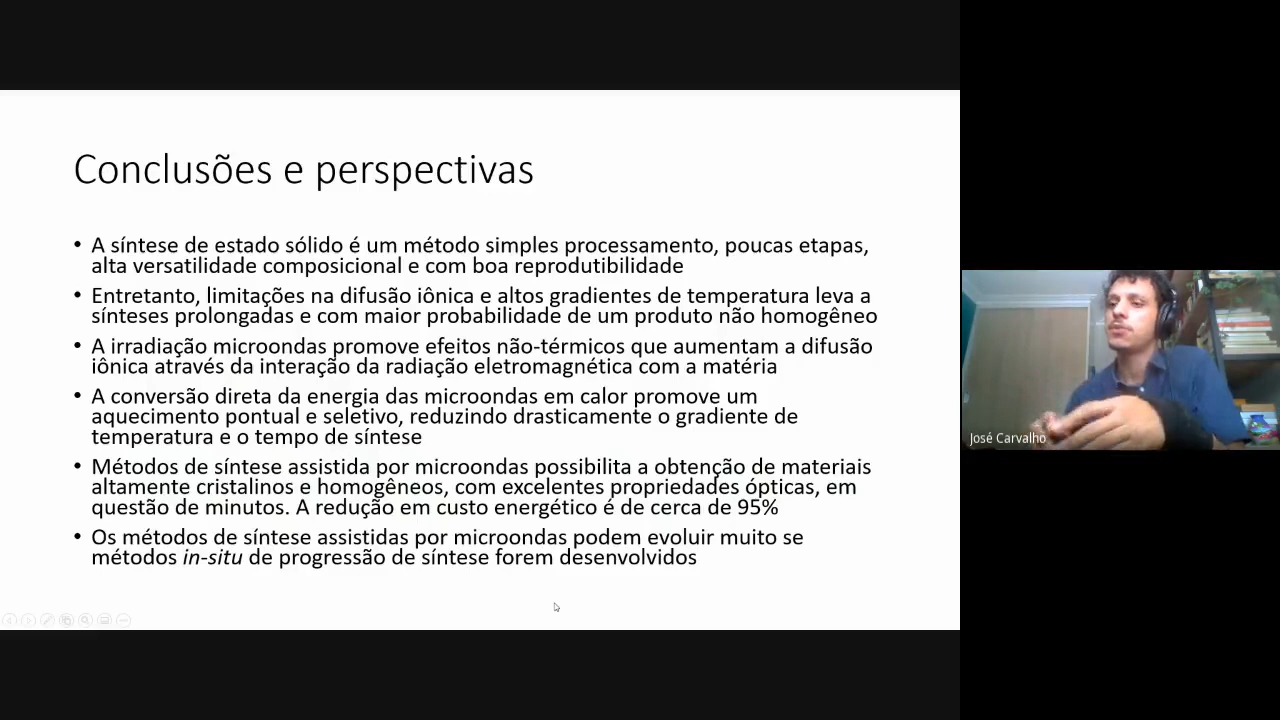 Conclusões e perspectivas
• A síntese de estado sólido é um método simples processamento, poucas etapas,
alta versatilidade composicional e com boa reprodutibilidade
• Entretanto, limitações na difusão iônica e altos gradientes de temperatura leva a
sínteses prolongadas e com maior probabilidade de um produto não homogêneo
• A irradiação microondas promove efeitos não-térmicos que aumentam a difusão
iônica através da interação da radiação eletromagnética com a matéria
• A conversão direta da energia das microondas em calor promove um
aquecimento pontual e seletivo, reduzindo drasticamente o gradiente de
temperatura e o tempo de síntese
• Métodos de síntese assistida por microondas possibilita a obtenção de materiais
altamente cristalinos e homogêneos, com excelentes propriedades ópticas, em
questão de minutos. A redução em custo energético é de cerca de 95%
• Os métodos de síntese assistidas por microondas podem evoluir muito se
métodos in-situ de progressão de síntese forem desenvolvidos
José Carvalho